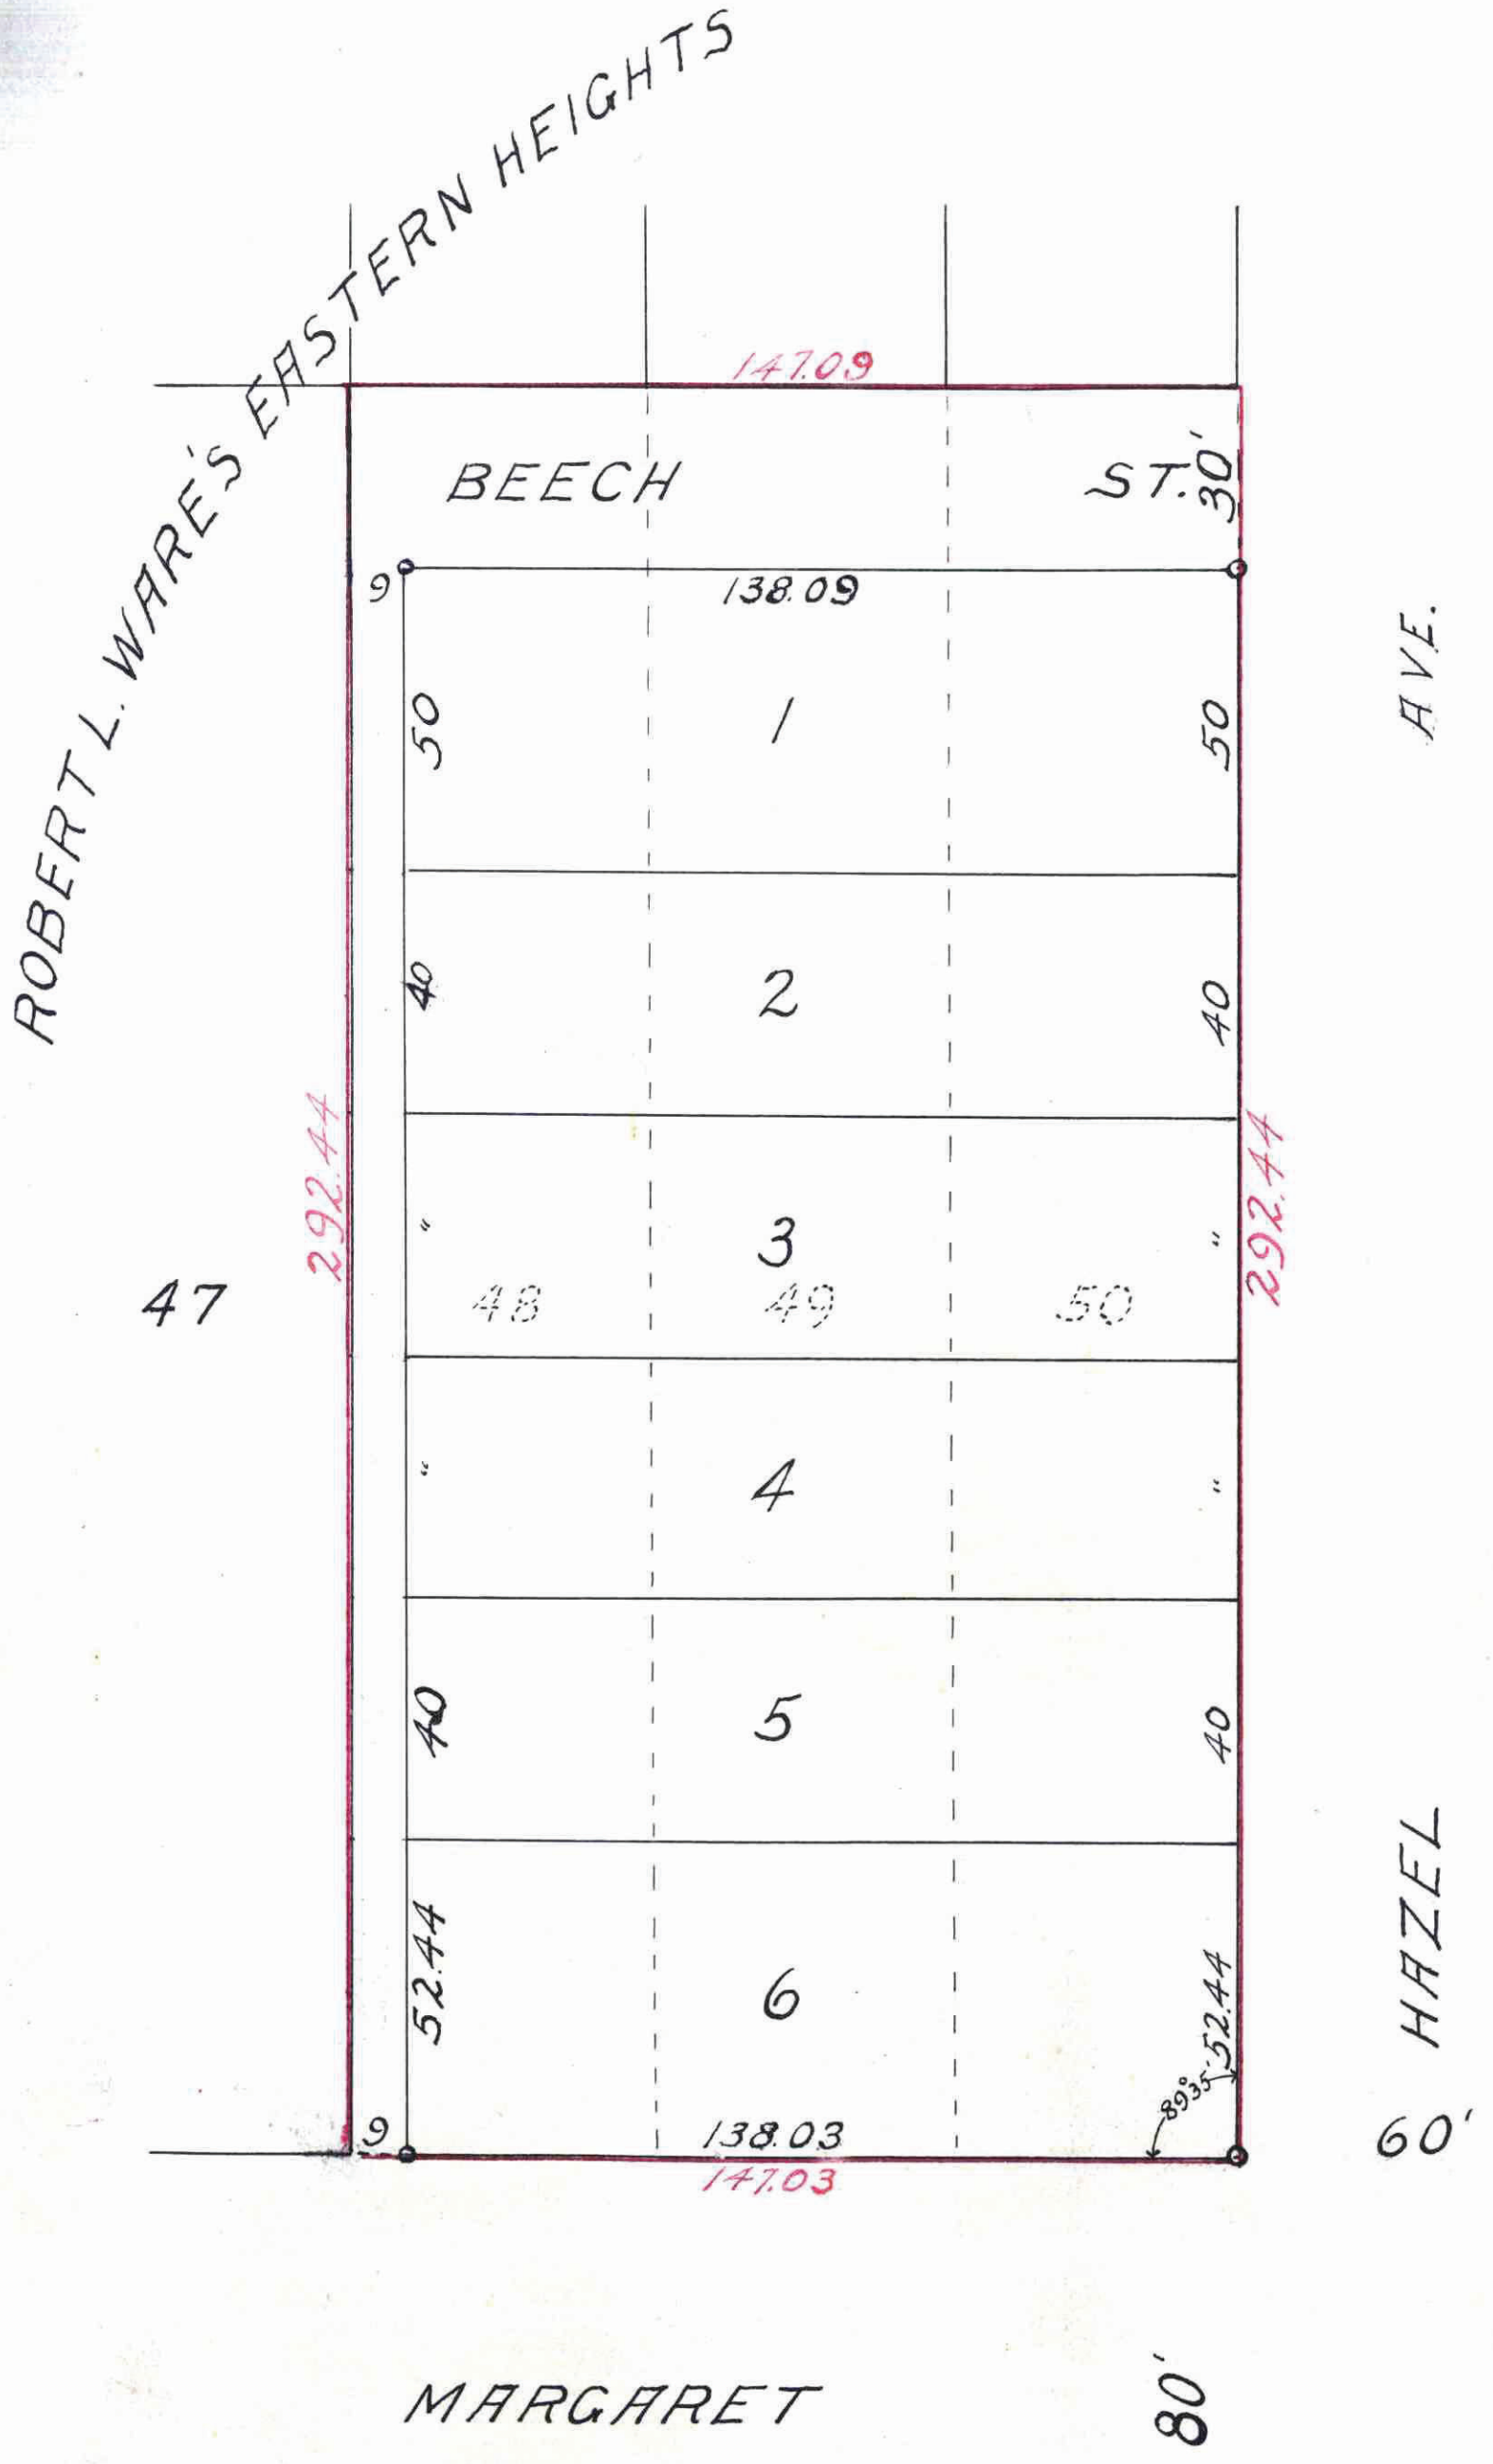 ROBERT L. WARE'S EASTERN HEIGHTS
147.09
BEECH ST. 30'
9 138.09
50 1 50
AVE.
40 2 40
292.44
292.44
" 3 "
47 48 49 50
" 4 "
40 5 40
HAZEL
52.44 6 52.44
89°35'
9 138.03
60'
147.03
MARGARET 80'